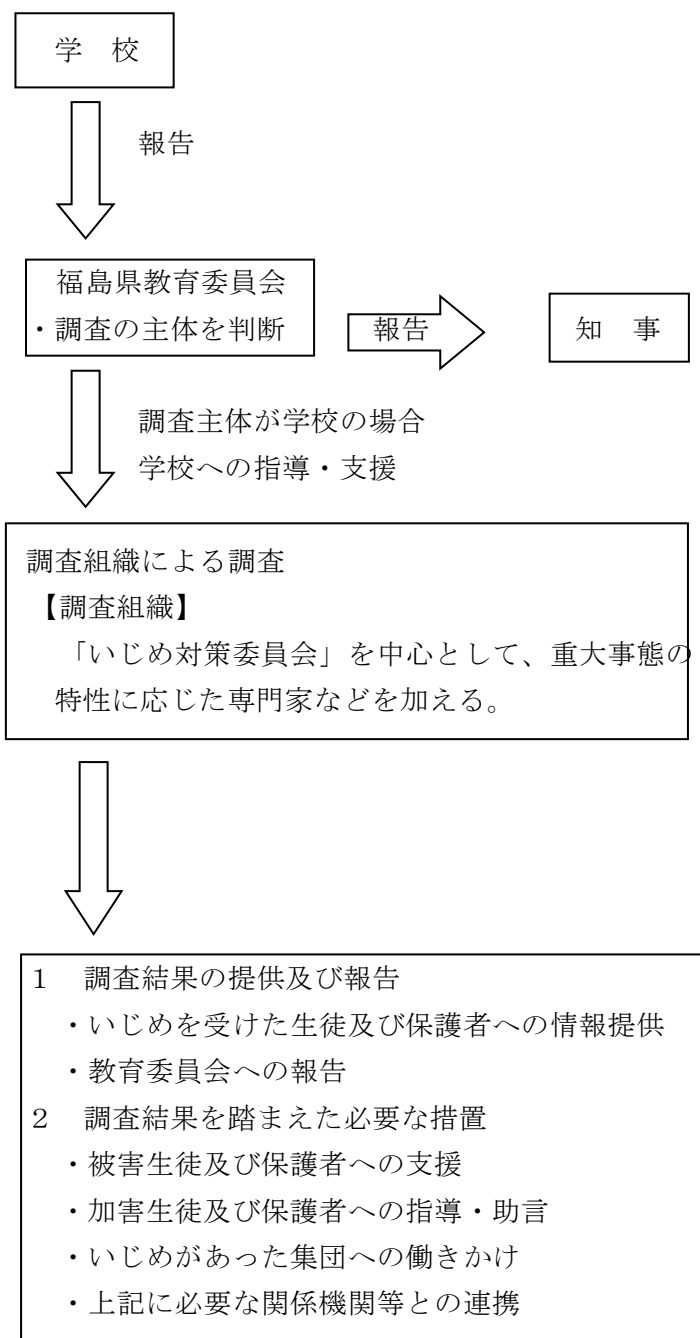 学　校
報告
福島県教育委員会
・調査の主体を判断
報告
知　事
調査主体が学校の場合
学校への指導・支援
調査組織による調査
【調査組織】
「いじめ対策委員会」を中心として、重大事態の
特性に応じた専門家などを加える。
１　調査結果の提供及び報告
・いじめを受けた生徒及び保護者への情報提供
・教育委員会への報告
２　調査結果を踏まえた必要な措置
・被害生徒及び保護者への支援
・加害生徒及び保護者への指導・助言
・いじめがあった集団への働きかけ
・上記に必要な関係機関等との連携